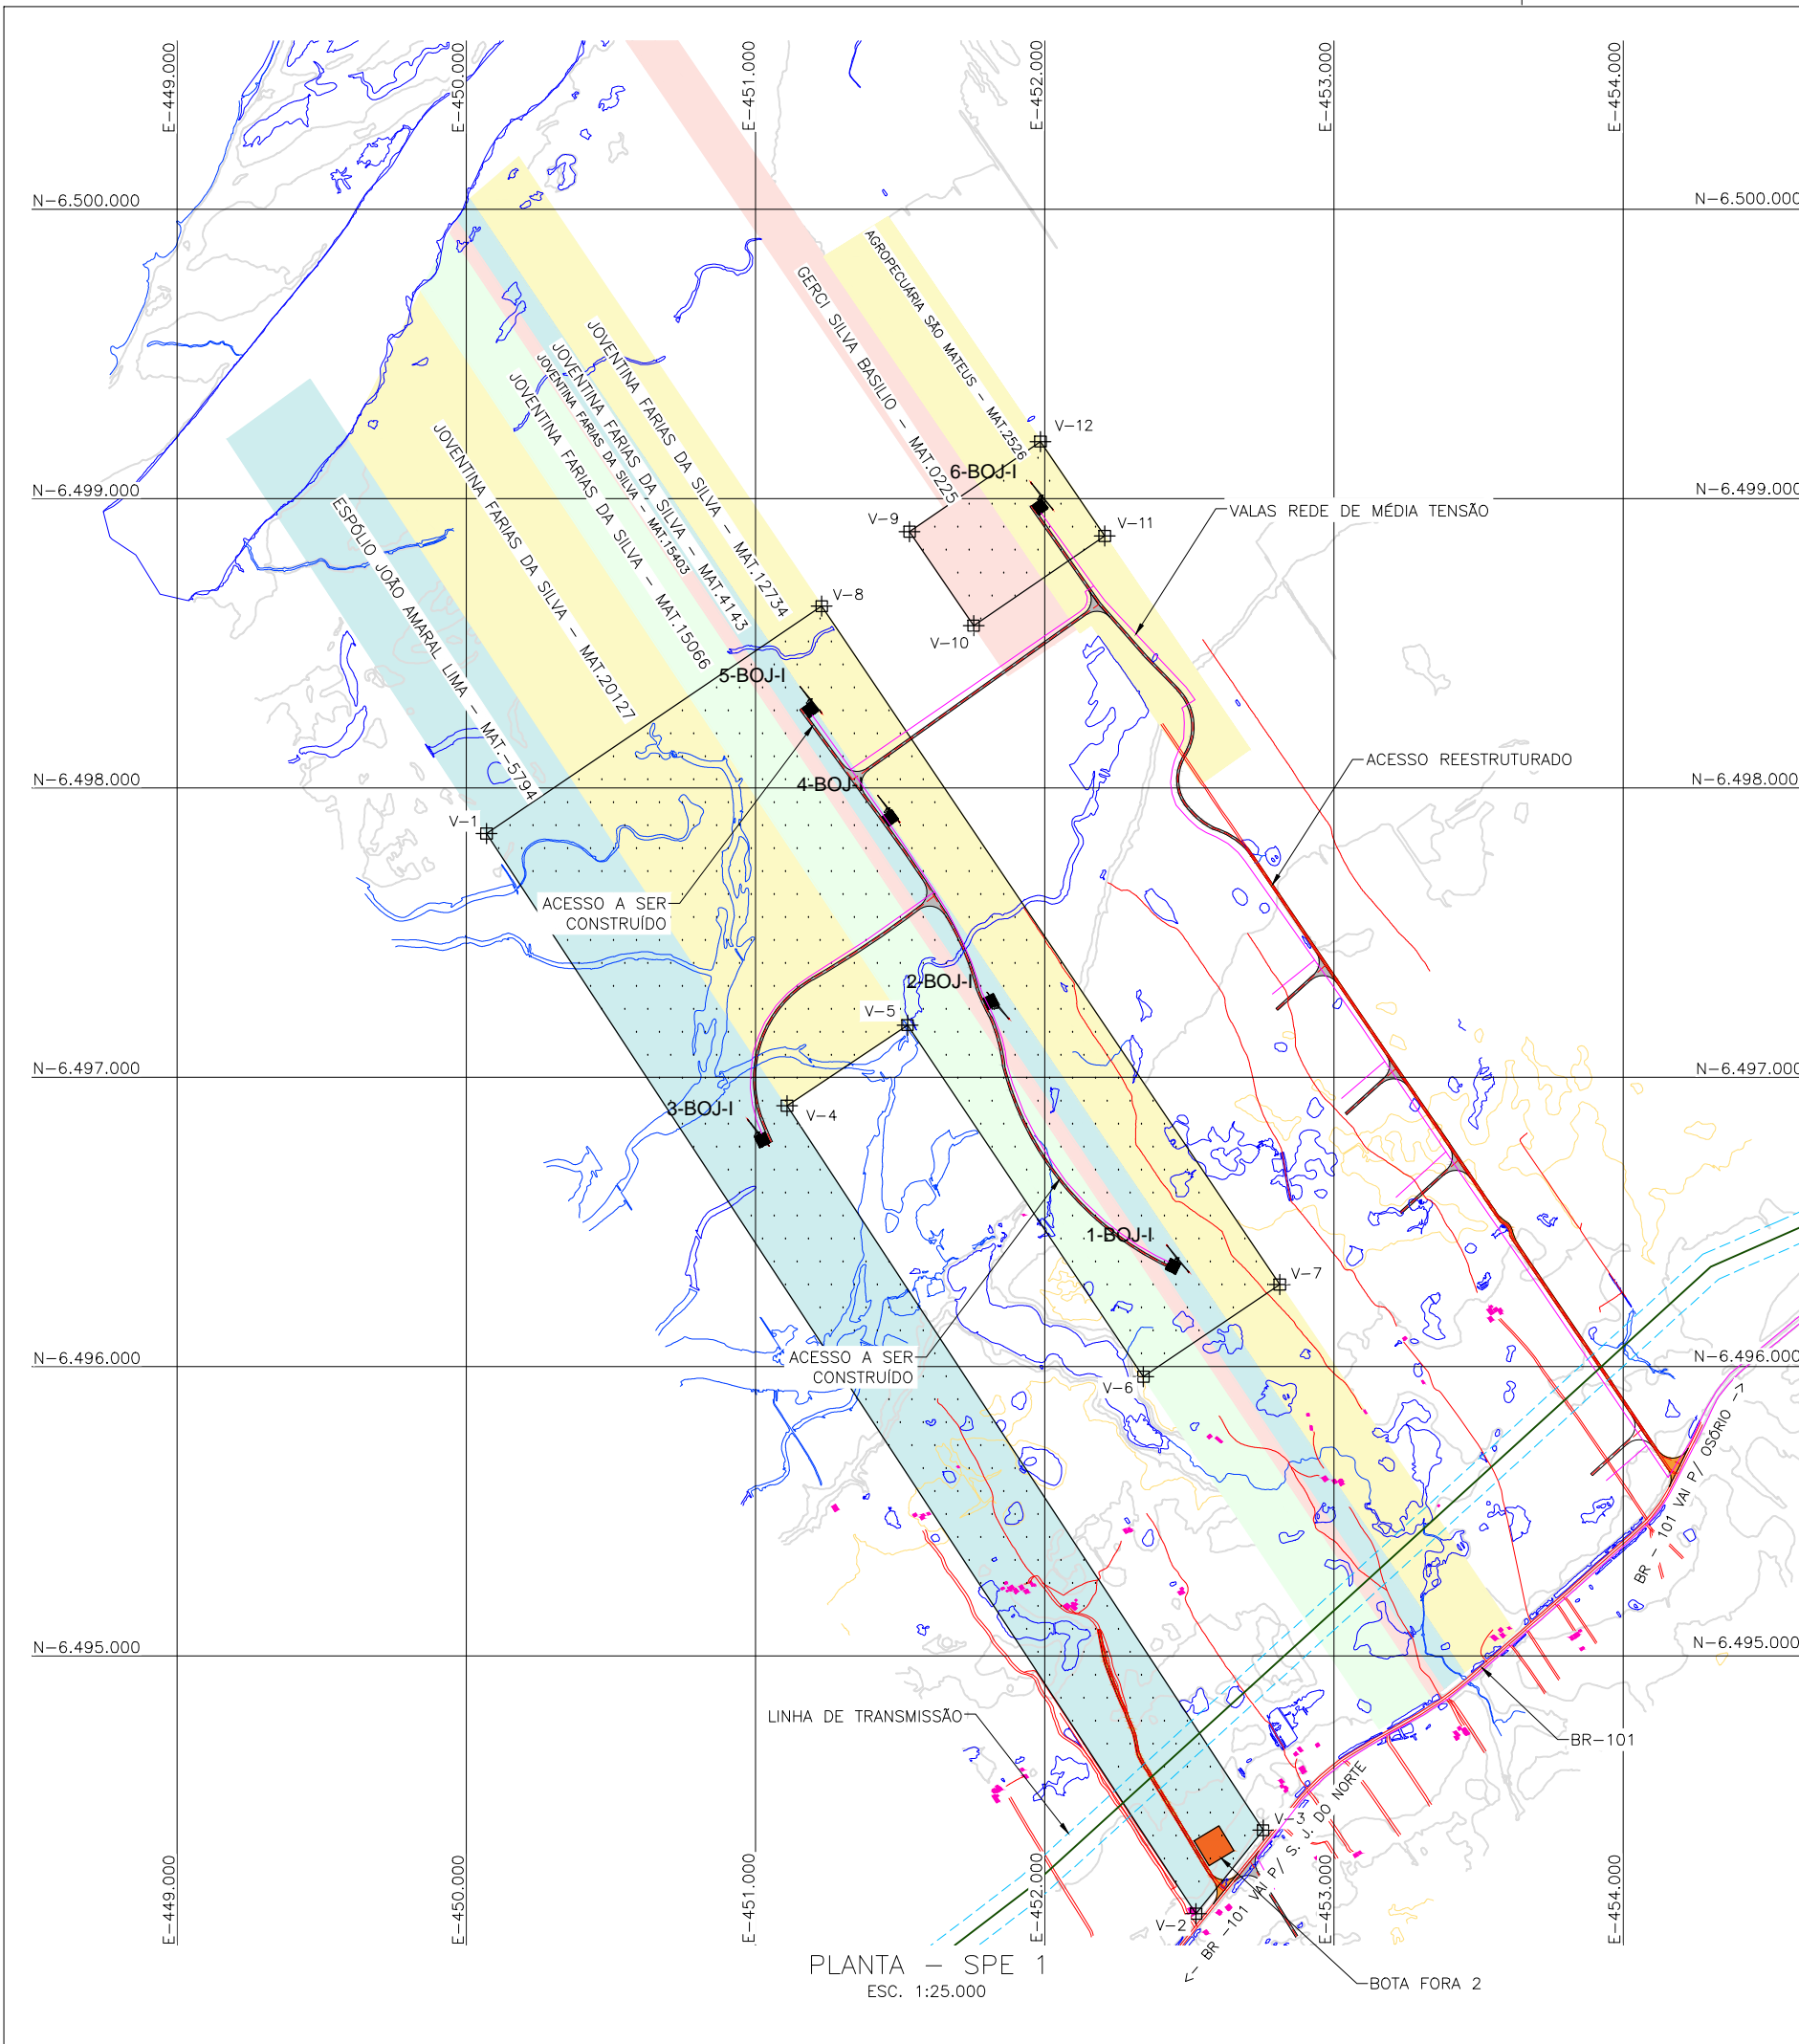 E-449.000
E-450.000
E-451.000
E-452.000
E-453.000
E-454.000
N-6.500.000
N-6.500.000
AGROPECUÁRIA SÃO MATEUS - MAT.2526
GERCI SILVA BASILIO - MAT.0225
JOVENTINA FARIAS DA SILVA - MAT.12734
JOVENTINA FARIAS DA SILVA - MAT.4143
JOVENTINA FARIAS DA SILVA - MAT.15403
JOVENTINA FARIAS DA SILVA - MAT.15066
JOVENTINA FARIAS DA SILVA - MAT.20127
ESPÓLIO JOÃO AMARAL LIMA - MAT.-5794
V-12
6-BOJ-I
N-6.499.000
N-6.499.000
VALAS REDE DE MÉDIA TENSÃO
V-9
V-11
V-8
V-10
5-BOJ-I
ACESSO REESTRUTURADO
N-6.498.000
N-6.498.000
4-BOJ-I
V-1
ACESSO A SER
CONSTRUÍDO
2-BOJ-I
V-5
N-6.497.000
N-6.497.000
3-BOJ-I
V-4
1-BOJ-I
V-7
N-6.496.000
N-6.496.000
ACESSO A SER
CONSTRUÍDO
V-6
BR - 101 VAI P/ OSÓRIO -->
N-6.495.000
N-6.495.000
LINHA DE TRANSMISSÃO
BR-101
V-3
V-2
<-- BR -101 VAI P/ S. J. DO NORTE
E-449.000
E-450.000
E-451.000
E-452.000
E-453.000
E-454.000
BOTA FORA 2
PLANTA - SPE 1
ESC. 1:25.000